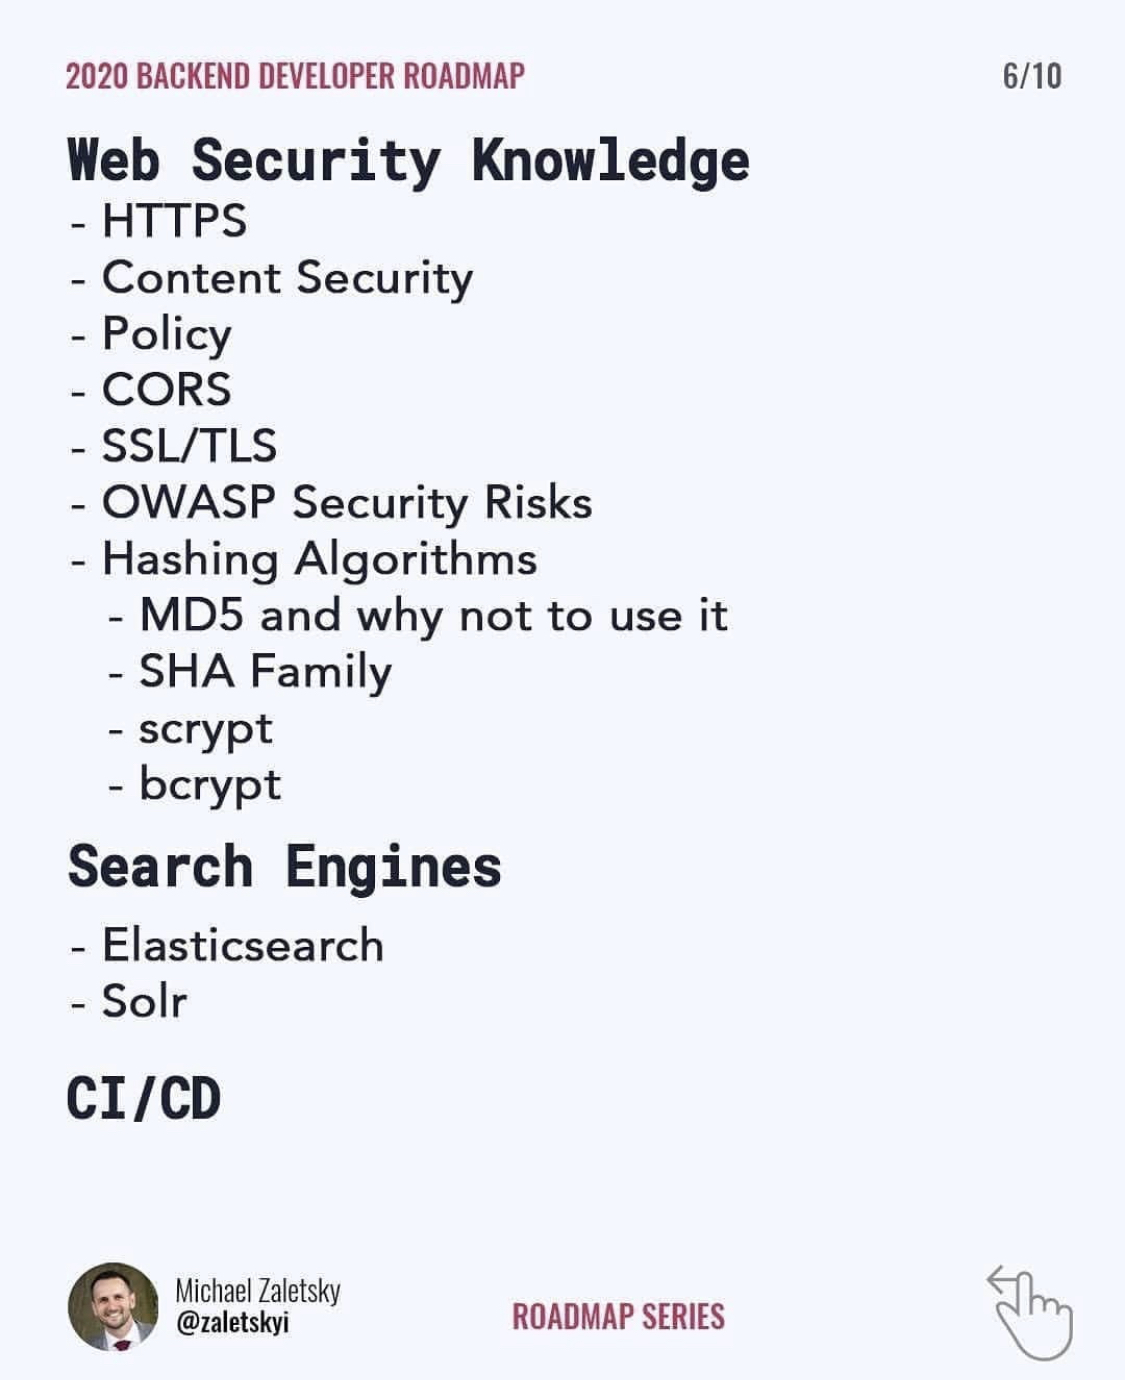 2020 BACKEND DEVELOPER ROADMAP
6/10
Web Security Knowledge
- HTTPS
- Content Security
- Policy
- CORS
- SSL/TLS
- OWASP Security Risks
- Hashing Algorithms
- MD5 and why not to use it
- SHA Family
- scrypt
- bcrypt
Search Engines
- Elasticsearch
- Solr
CI/CD
Michael Zaletsky
@zaletskyi
ROADMAP SERIES